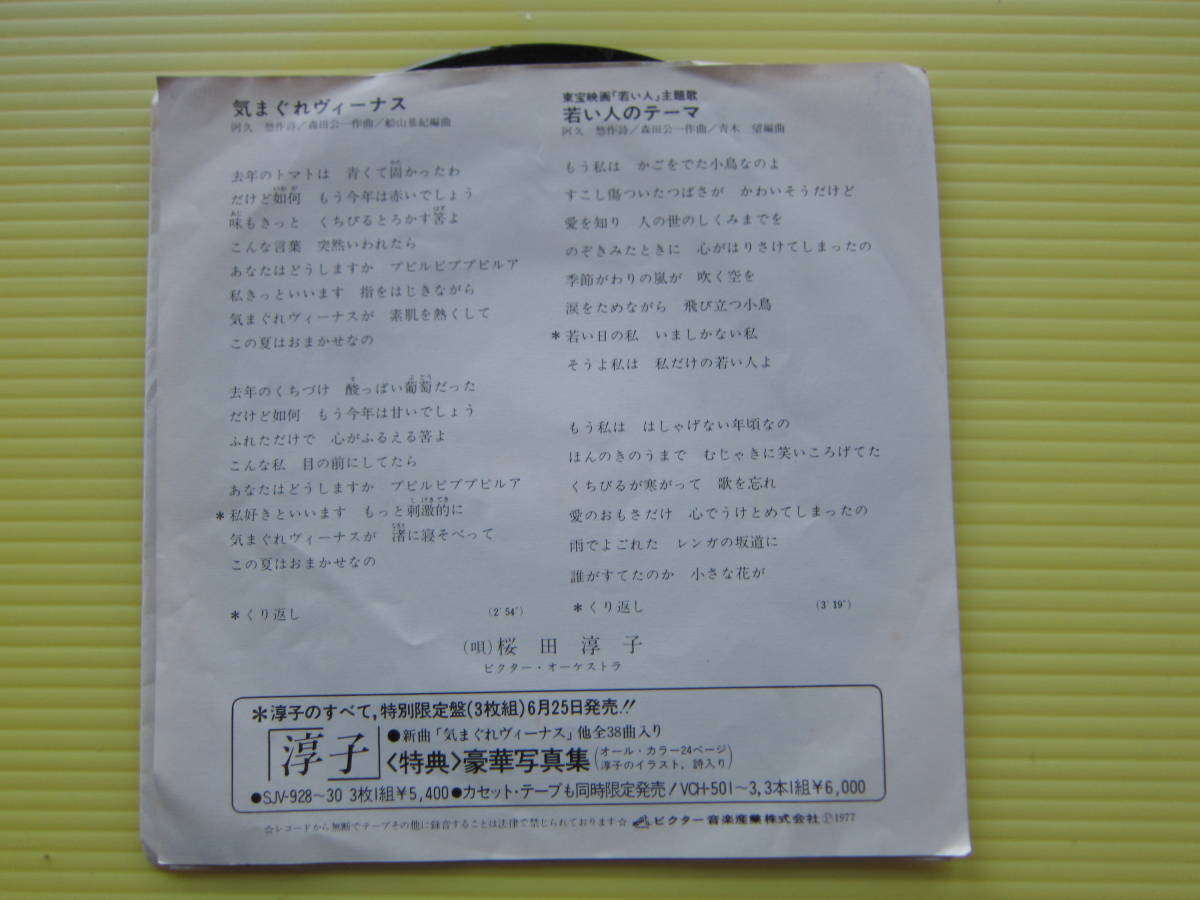 気まぐれヴィーナス
阿久 悠作詩／森田公一作曲／船山基紀編曲
去年のトマトは 青くて固かったわ
だけど如何 もう今年は赤いでしょう
味もきっと くちびるとろかす筈よ
こんな言葉 突然いわれたら
あなたはどうしますか プピルピププピルア
私きっといいます 指をはじきながら
気まぐれヴィーナスが 素肌を熱くして
この夏はおまかせなの
去年のくちづけ 酸っぱい葡萄だった
だけど如何 もう今年は甘いでしょう
ふれただけで 心がふるえる筈よ
こんな私 目の前にしてたら
あなたはどうしますか プピルピププピルア
＊私好きといいます もっと刺激的に
気まぐれヴィーナスが 渚に寝そべって
この夏はおまかせなの
＊くり返し (2´54˝)
東宝映画「若い人」主題歌
若い人のテーマ
阿久 悠作詩／森田公一作曲／青木 望編曲
もう私は かごをでた小鳥なのよ
すこし傷ついたつばさが かわいそうだけど
愛を知り 人の世のしくみまでを
のぞきみたときに 心がはりさけてしまったの
季節がわりの嵐が 吹く空を
涙をためながら 飛び立つ小鳥
＊若い日の私 いましかない私
そうよ私は 私だけの若い人よ
もう私は はしゃげない年頃なの
ほんのきのうまで むじゃきに笑いころげてた
くちびるが寒がって 歌を忘れ
愛のおもさだけ 心でうけとめてしまったの
雨でよごれた レンガの坂道に
誰がすてたのか 小さな花が
＊くり返し (3´19˝)
(唄)桜田淳子
ビクター・オーケストラ
＊淳子のすべて，特別限定盤(3枚組)6月25日発売！！
淳子
●新曲「気まぐれヴィーナス」他全38曲入り
〈特典〉豪華写真集(オール・カラー24ページ
淳子のイラスト，詩入り)
●SJV-928〜30 3枚1組￥5,400●カセット・テープも同時限定発売！VCH-501〜3，3本1組￥6,000
☆レコードから無断でテープその他に録音することは法律で禁じられております☆ ビクター音楽産業株式会社 Ⓟ1977